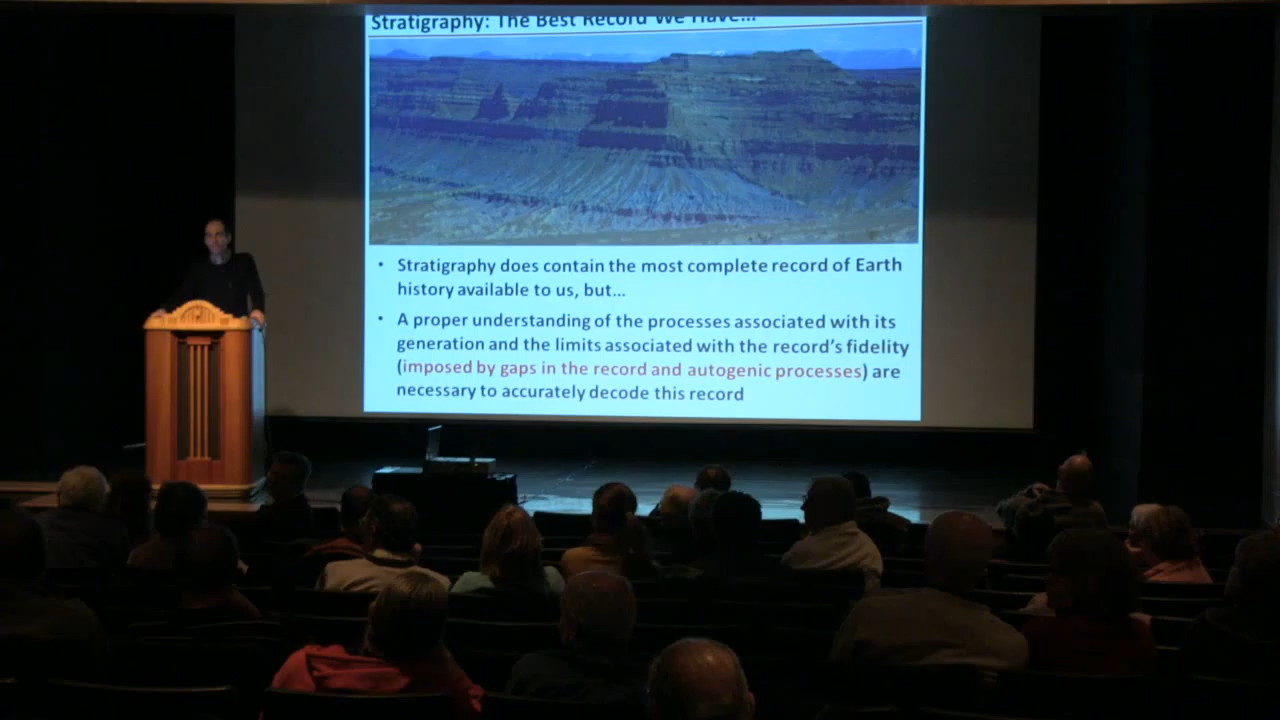 Stratigraphy: The Best Record We Have...
• Stratigraphy does contain the most complete record of Earth
history available to us, but...
• A proper understanding of the processes associated with its
generation and the limits associated with the record's fidelity
(imposed by gaps in the record and autogenic processes) are
necessary to accurately decode this record